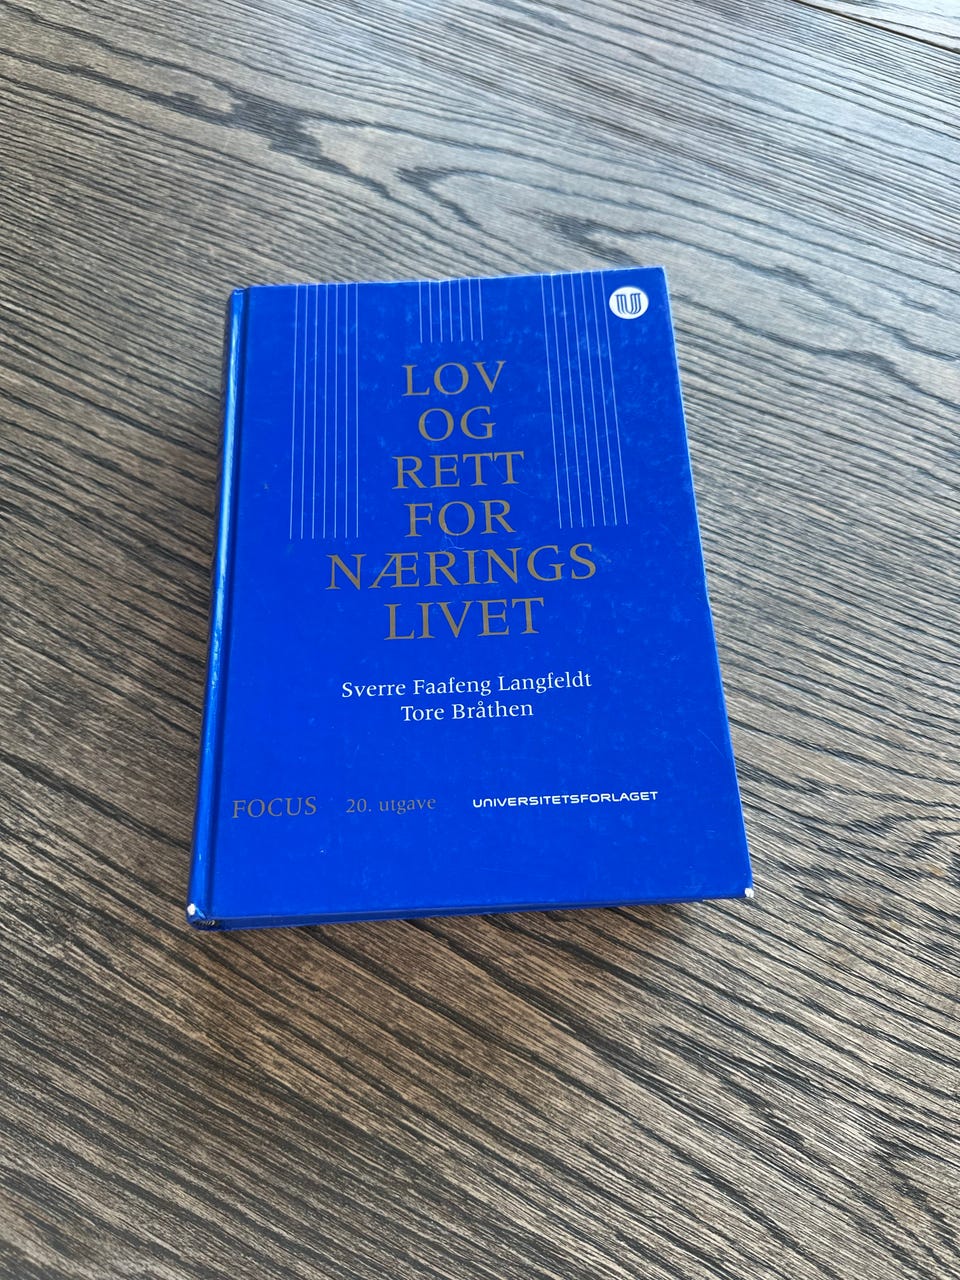 U
LOV
OG
RETT
FOR
NÆRINGS
LIVET
Sverre Faafeng Langfeldt
Tore Bråthen
FOCUS 20. utgave UNIVERSITETSFORLAGET